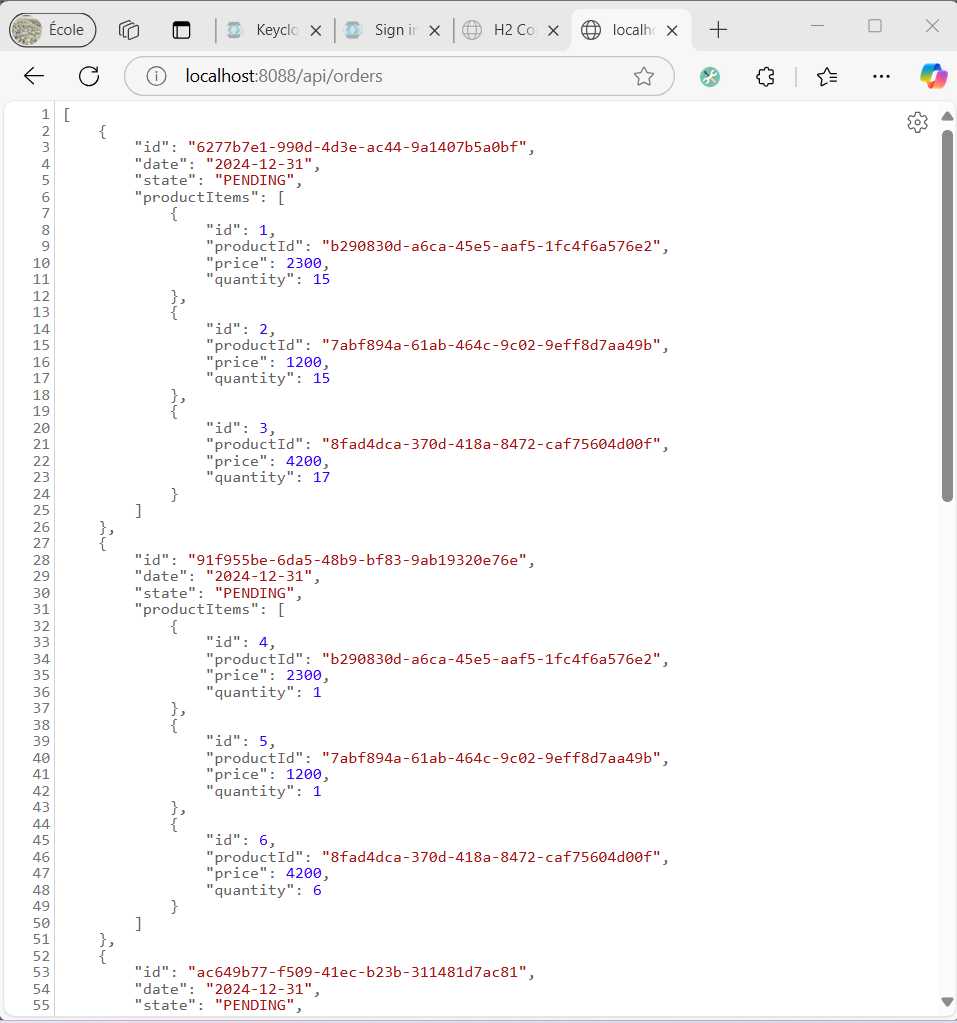 École
Keyclo
Sign in
H2 Co
localho
localhost:8088/api/orders
1 [
2 {
3 "id": "6277b7e1-990d-4d3e-ac44-9a1407b5a0bf",
4 "date": "2024-12-31",
5 "state": "PENDING",
6 "productItems": [
7 {
8 "id": 1,
9 "productId": "b290830d-a6ca-45e5-aaf5-1fc4f6a576e2",
10 "price": 2300,
11 "quantity": 15
12 },
13 {
14 "id": 2,
15 "productId": "7abf894a-61ab-464c-9c02-9eff8d7aa49b",
16 "price": 1200,
17 "quantity": 15
18 },
19 {
20 "id": 3,
21 "productId": "8fad4dca-370d-418a-8472-caf75604d00f",
22 "price": 4200,
23 "quantity": 17
24 }
25 ]
26 },
27 {
28 "id": "91f955be-6da5-48b9-bf83-9ab19320e76e",
29 "date": "2024-12-31",
30 "state": "PENDING",
31 "productItems": [
32 {
33 "id": 4,
34 "productId": "b290830d-a6ca-45e5-aaf5-1fc4f6a576e2",
35 "price": 2300,
36 "quantity": 1
37 },
38 {
39 "id": 5,
40 "productId": "7abf894a-61ab-464c-9c02-9eff8d7aa49b",
41 "price": 1200,
42 "quantity": 1
43 },
44 {
45 "id": 6,
46 "productId": "8fad4dca-370d-418a-8472-caf75604d00f",
47 "price": 4200,
48 "quantity": 6
49 }
50 ]
51 },
52 {
53 "id": "ac649b77-f509-41ec-b23b-311481d7ac81",
54 "date": "2024-12-31",
55 "state": "PENDING",